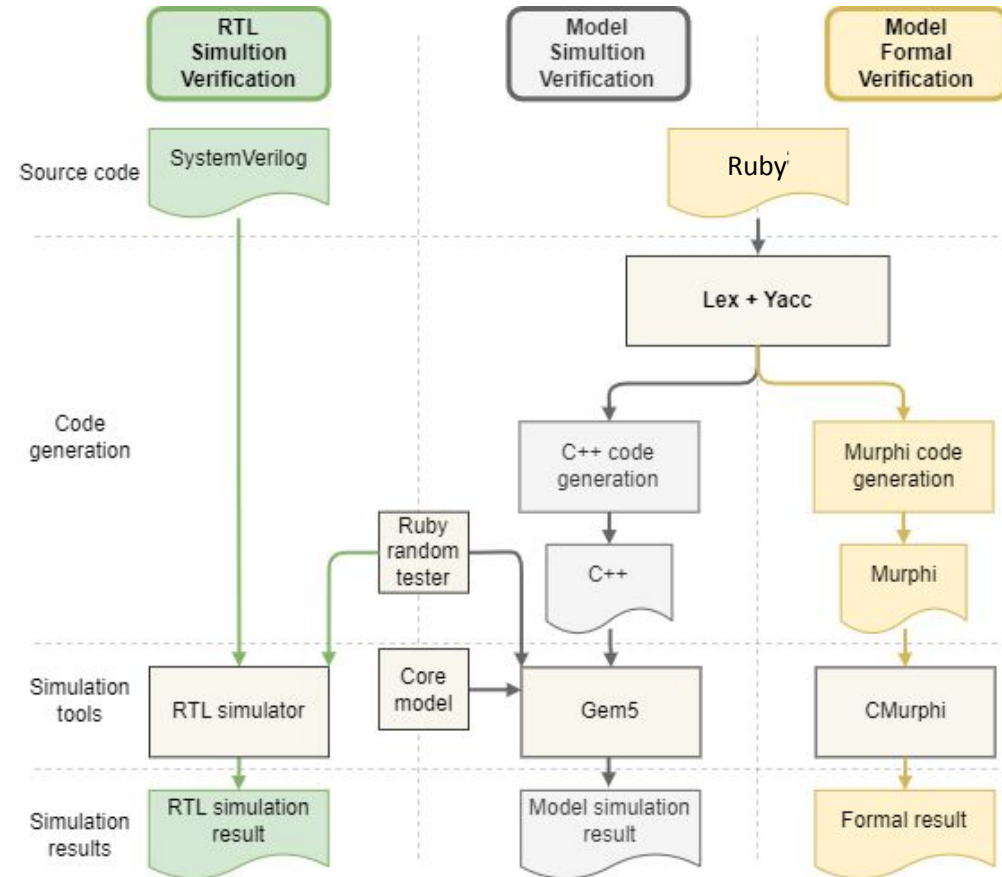 RTL
Simultion
Verification
Model
Simultion
Verification
Model
Formal
Verification
Source code
SystemVerilog
Ruby
Lex + Yacc
Code
generation
C++ code
generation
Murphi code
generation
Ruby
random
tester
C++
Murphi
Simulation
tools
RTL simulator
Core
model
Gem5
CMurphi
Simulation
results
RTL simulation
result
Model simulation
result
Formal result